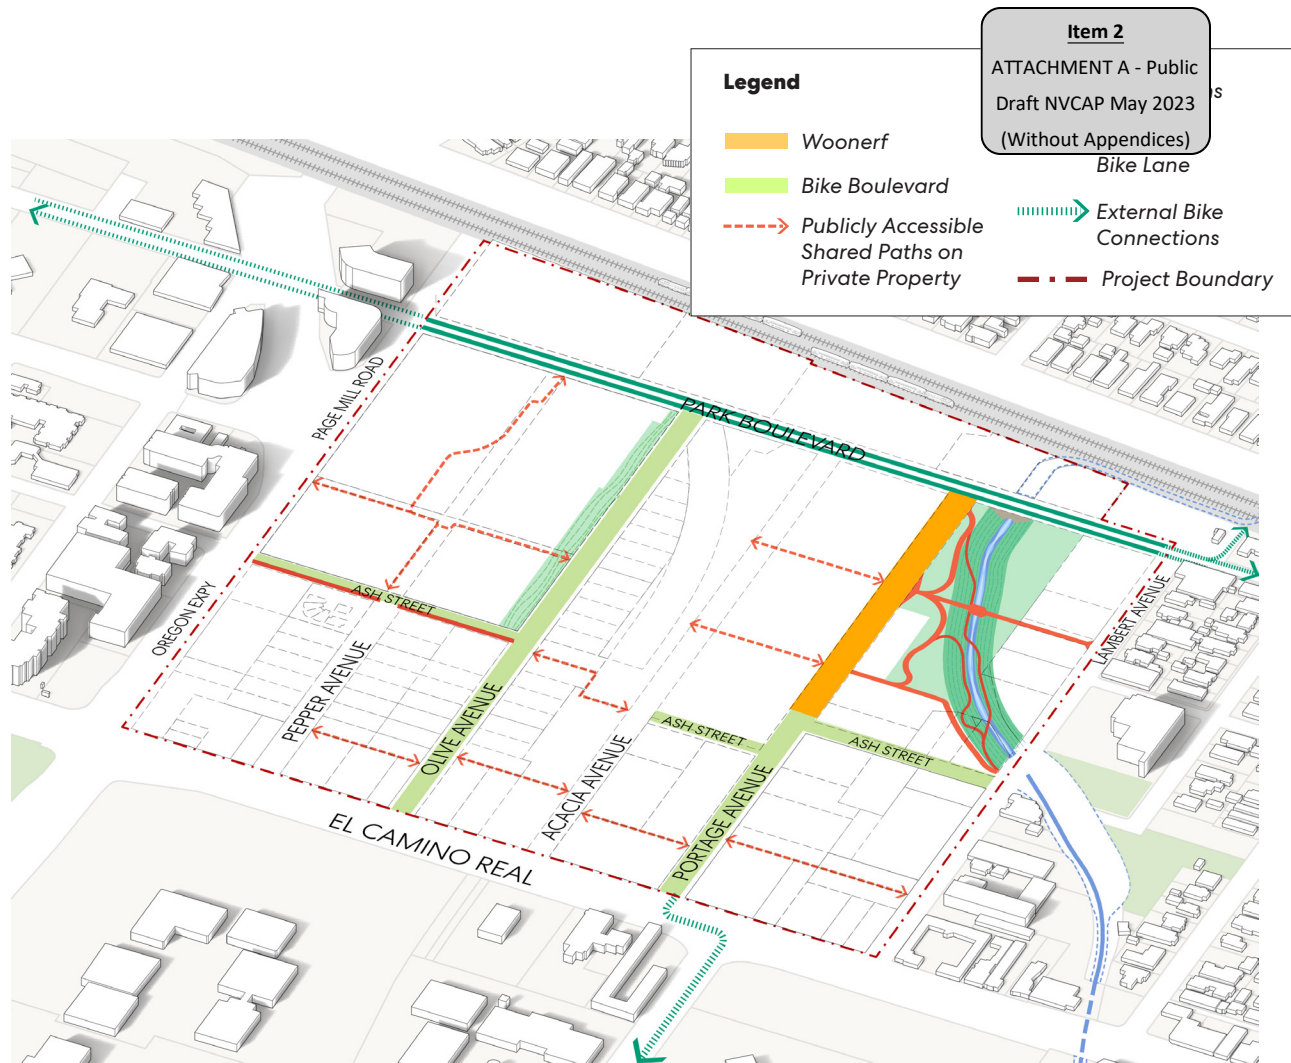 Item 2
ATTACHMENT A - Public
Draft NVCAP May 2023
(Without Appendices)
Legend
Woonerf
Bike Boulevard
Publicly Accessible
Shared Paths on
Private Property
Bike Lane
External Bike
Connections
Project Boundary
PAGE MILL ROAD
PARK BOULEVARD
OREGON EXPY
ASH STREET
LAMBERT AVENUE
PEPPER AVENUE
OLIVE AVENUE
ACACIA AVENUE
ASH STREET
ASH STREET
PORTAGE AVENUE
EL CAMINO REAL